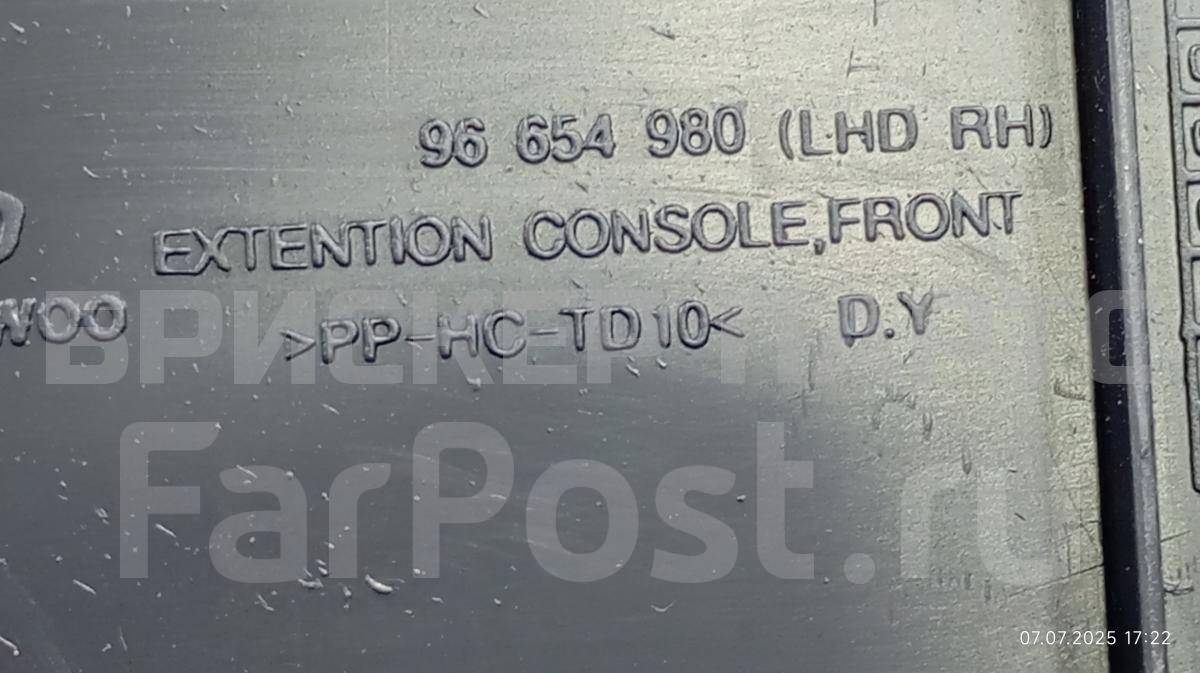 96 654 980 (LHD RH)
EXTENTION CONSOLE,FRONT
WOO
>PP-HC-TD10< D.Y
FarPost.ru
07.07.2025 17:22